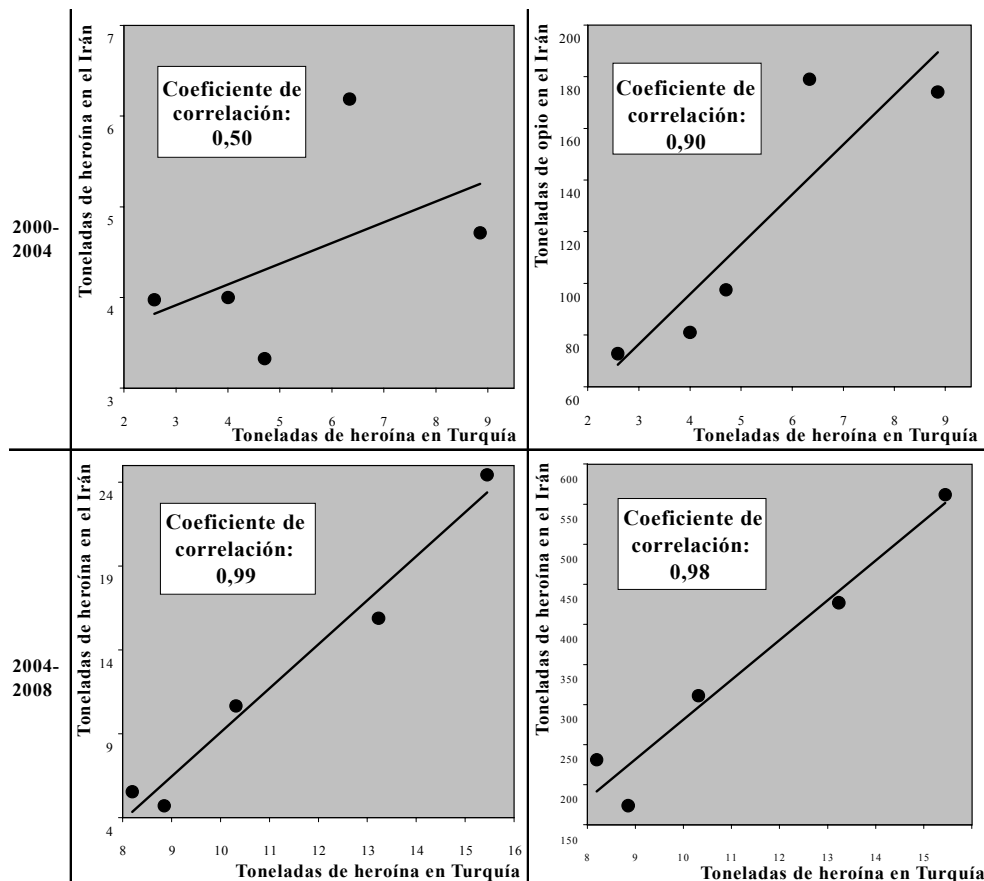 2000-
2004
Toneladas de heroína en el Irán
7
6
5
4
3
Coeficiente de
correlación:
0,50
2 3 4 5 6 7 8 9
Toneladas de heroína en Turquía
Toneladas de opio en el Irán
200
180
160
140
120
100
80
60
Coeficiente de
correlación:
0,90
2 3 4 5 6 7 8 9
Toneladas de heroína en Turquía
2004-
2008
Toneladas de heroína en el Irán
24
19
14
9
4
Coeficiente de
correlación:
0,99
8 9 10 11 12 13 14 15 16
Toneladas de heroína en Turquía
Toneladas de heroína en el Irán
600
550
500
450
400
300
250
200
150
Coeficiente de
correlación:
0,98
8 9 10 11 12 13 14 15
Toneladas de heroína en Turquía